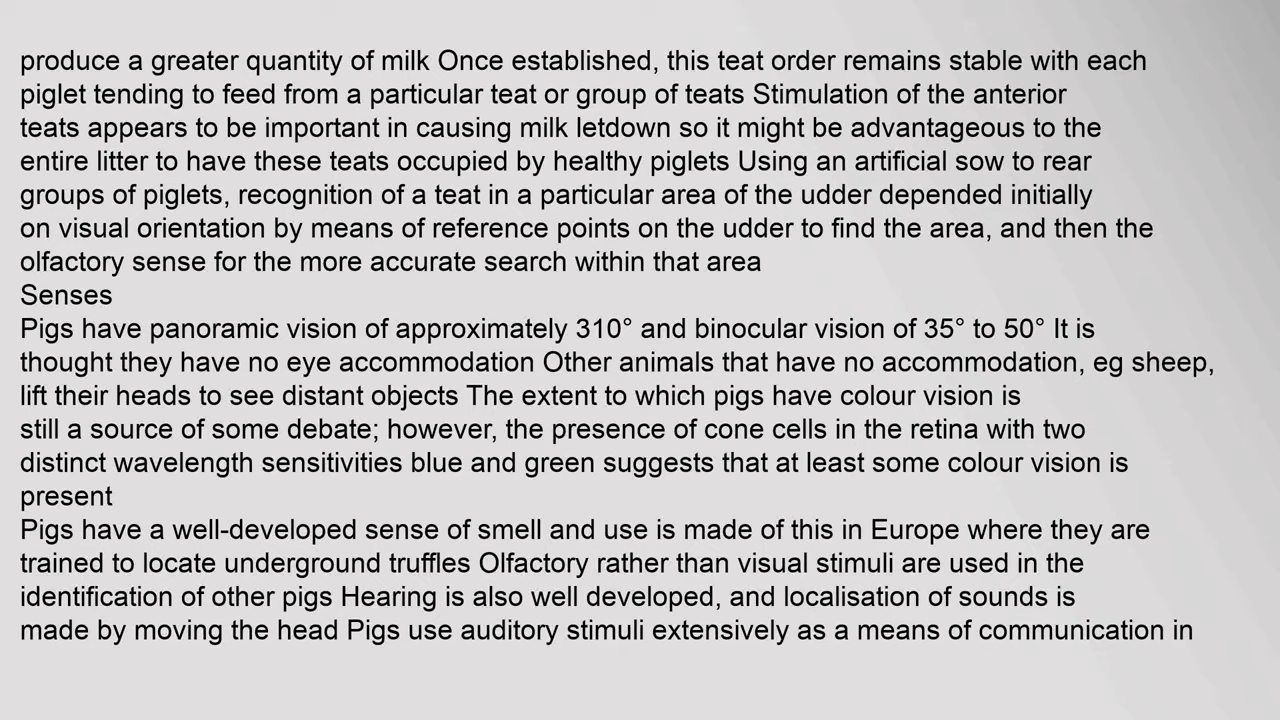 produce a greater quantity of milk Once established, this teat order remains stable with each
piglet tending to feed from a particular teat or group of teats Stimulation of the anterior
teats appears to be important in causing milk letdown so it might be advantageous to the
entire litter to have these teats occupied by healthy piglets Using an artificial sow to rear
groups of piglets, recognition of a teat in a particular area of the udder depended initially
on visual orientation by means of reference points on the udder to find the area, and then the
olfactory sense for the more accurate search within that area
Senses
Pigs have panoramic vision of approximately 310° and binocular vision of 35° to 50° It is
thought they have no eye accommodation Other animals that have no accommodation, eg sheep,
lift their heads to see distant objects The extent to which pigs have colour vision is
still a source of some debate; however, the presence of cone cells in the retina with two
distinct wavelength sensitivities blue and green suggests that at least some colour vision is
present
Pigs have a well-developed sense of smell and use is made of this in Europe where they are
trained to locate underground truffles Olfactory rather than visual stimuli are used in the
identification of other pigs Hearing is also well developed, and localisation of sounds is
made by moving the head Pigs use auditory stimuli extensively as a means of communication in